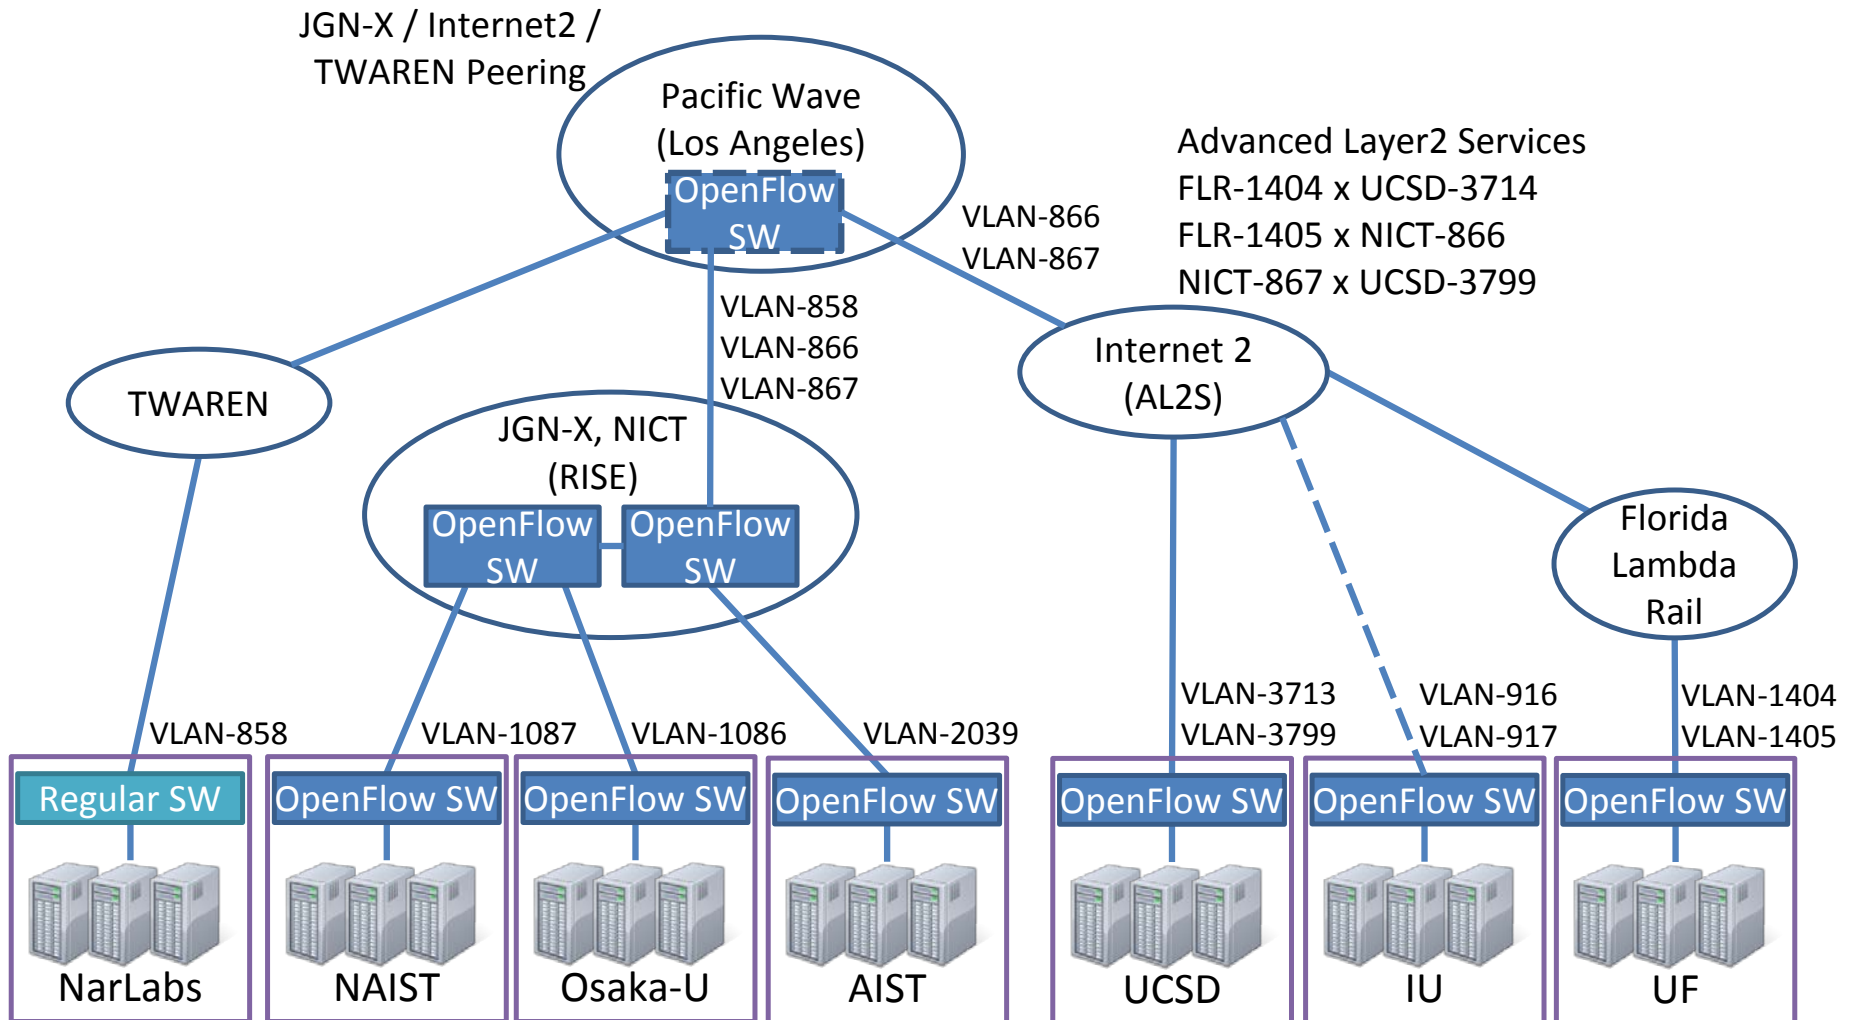 JGN-X / Internet2 /
TWAREN Peering
Pacific Wave
(Los Angeles)
OpenFlow
SW
Advanced Layer2 Services
FLR-1404 x UCSD-3714
FLR-1405 x NICT-866
NICT-867 x UCSD-3799
VLAN-866
VLAN-867
VLAN-858
VLAN-866
VLAN-867
TWAREN
JGN-X, NICT
(RISE)
OpenFlow
SW
OpenFlow
SW
Internet 2
(AL2S)
Florida
Lambda
Rail
VLAN-858
VLAN-1087
VLAN-1086
VLAN-2039
VLAN-3713
VLAN-3799
VLAN-916
VLAN-917
VLAN-1404
VLAN-1405
Regular SW
OpenFlow SW
OpenFlow SW
OpenFlow SW
OpenFlow SW
OpenFlow SW
OpenFlow SW
NarLabs
NAIST
Osaka-U
AIST
UCSD
IU
UF